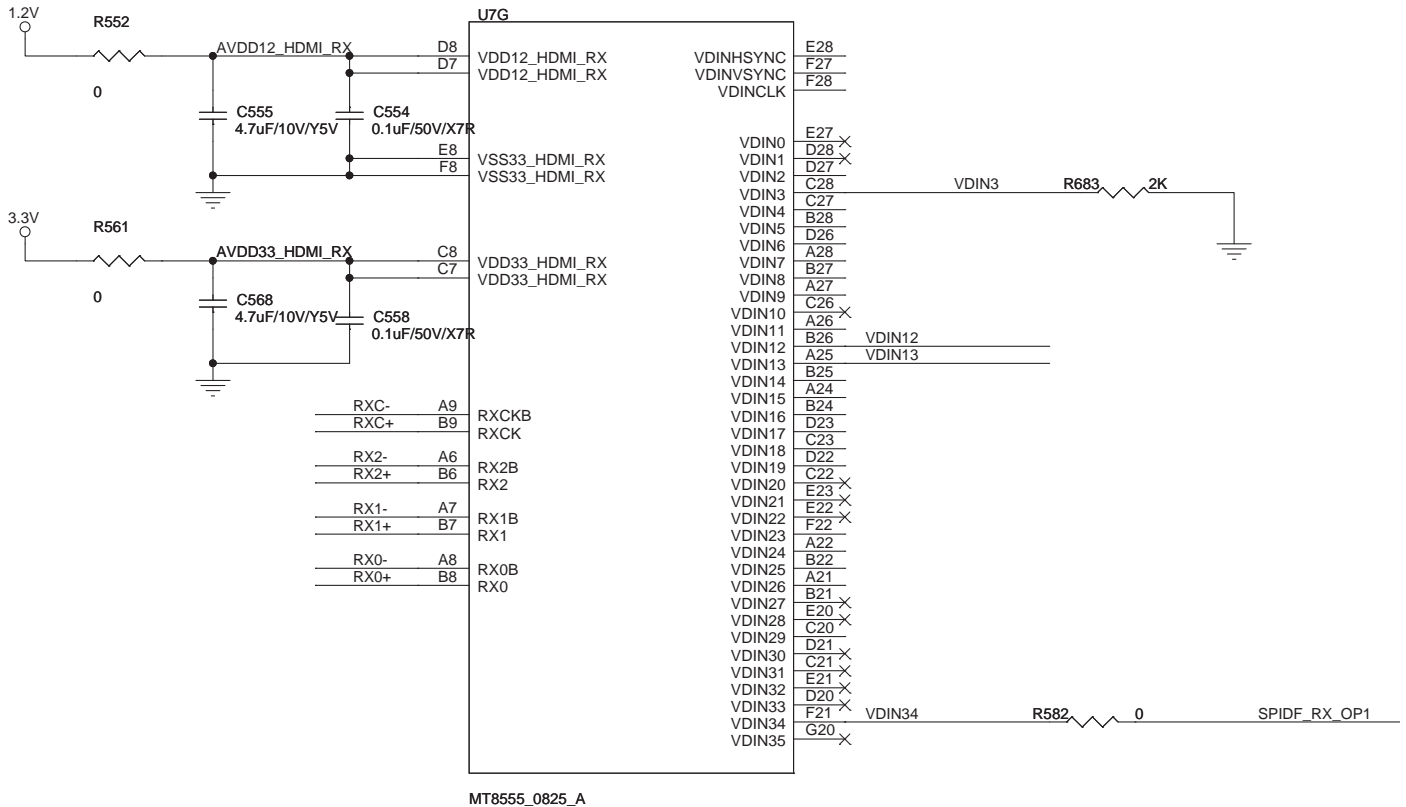 1.2V
R552
0
AVDD12_HDMI_RX
C555
4.7uF/10V/Y5V
C554
0.1uF/50V/X7R
3.3V
R561
0
AVDD33_HDMI_RX
C568
4.7uF/10V/Y5V
C558
0.1uF/50V/X7R
U7G
D8 VDD12_HDMI_RX
D7 VDD12_HDMI_RX
E8 VSS33_HDMI_RX
F8 VSS33_HDMI_RX
C8 VDD33_HDMI_RX
C7 VDD33_HDMI_RX
RXC- A9 RXCKB
RXC+ B9 RXCK
RX2- A6 RX2B
RX2+ B6 RX2
RX1- A7 RX1B
RX1+ B7 RX1
RX0- A8 RX0B
RX0+ B8 RX0
VDINHSYNC E28
VDINVSYNC F27
VDINCLK F28
VDIN0 E27
VDIN1 D28
VDIN2 D27
VDIN3 C28 VDIN3 R683 2K
VDIN4 C27
VDIN5 B28
VDIN6 D26
VDIN7 A28
VDIN8 B27
VDIN9 A27
VDIN10 C26
VDIN11 A26
VDIN12 B26 VDIN12
VDIN13 A25 VDIN13
VDIN14 B25
VDIN15 A24
VDIN16 B24
VDIN17 D23
VDIN18 C23
VDIN19 D22
VDIN20 C22
VDIN21 E23
VDIN22 E22
VDIN23 F22
VDIN24 A22
VDIN25 B22
VDIN26 A21
VDIN27 B21
VDIN28 E20
VDIN29 C20
VDIN30 D21
VDIN31 C21
VDIN32 E21
VDIN33 D20
VDIN34 F21 VDIN34 R582 0 SPIDF_RX_OP1
VDIN35 G20
MT8555_0825_A